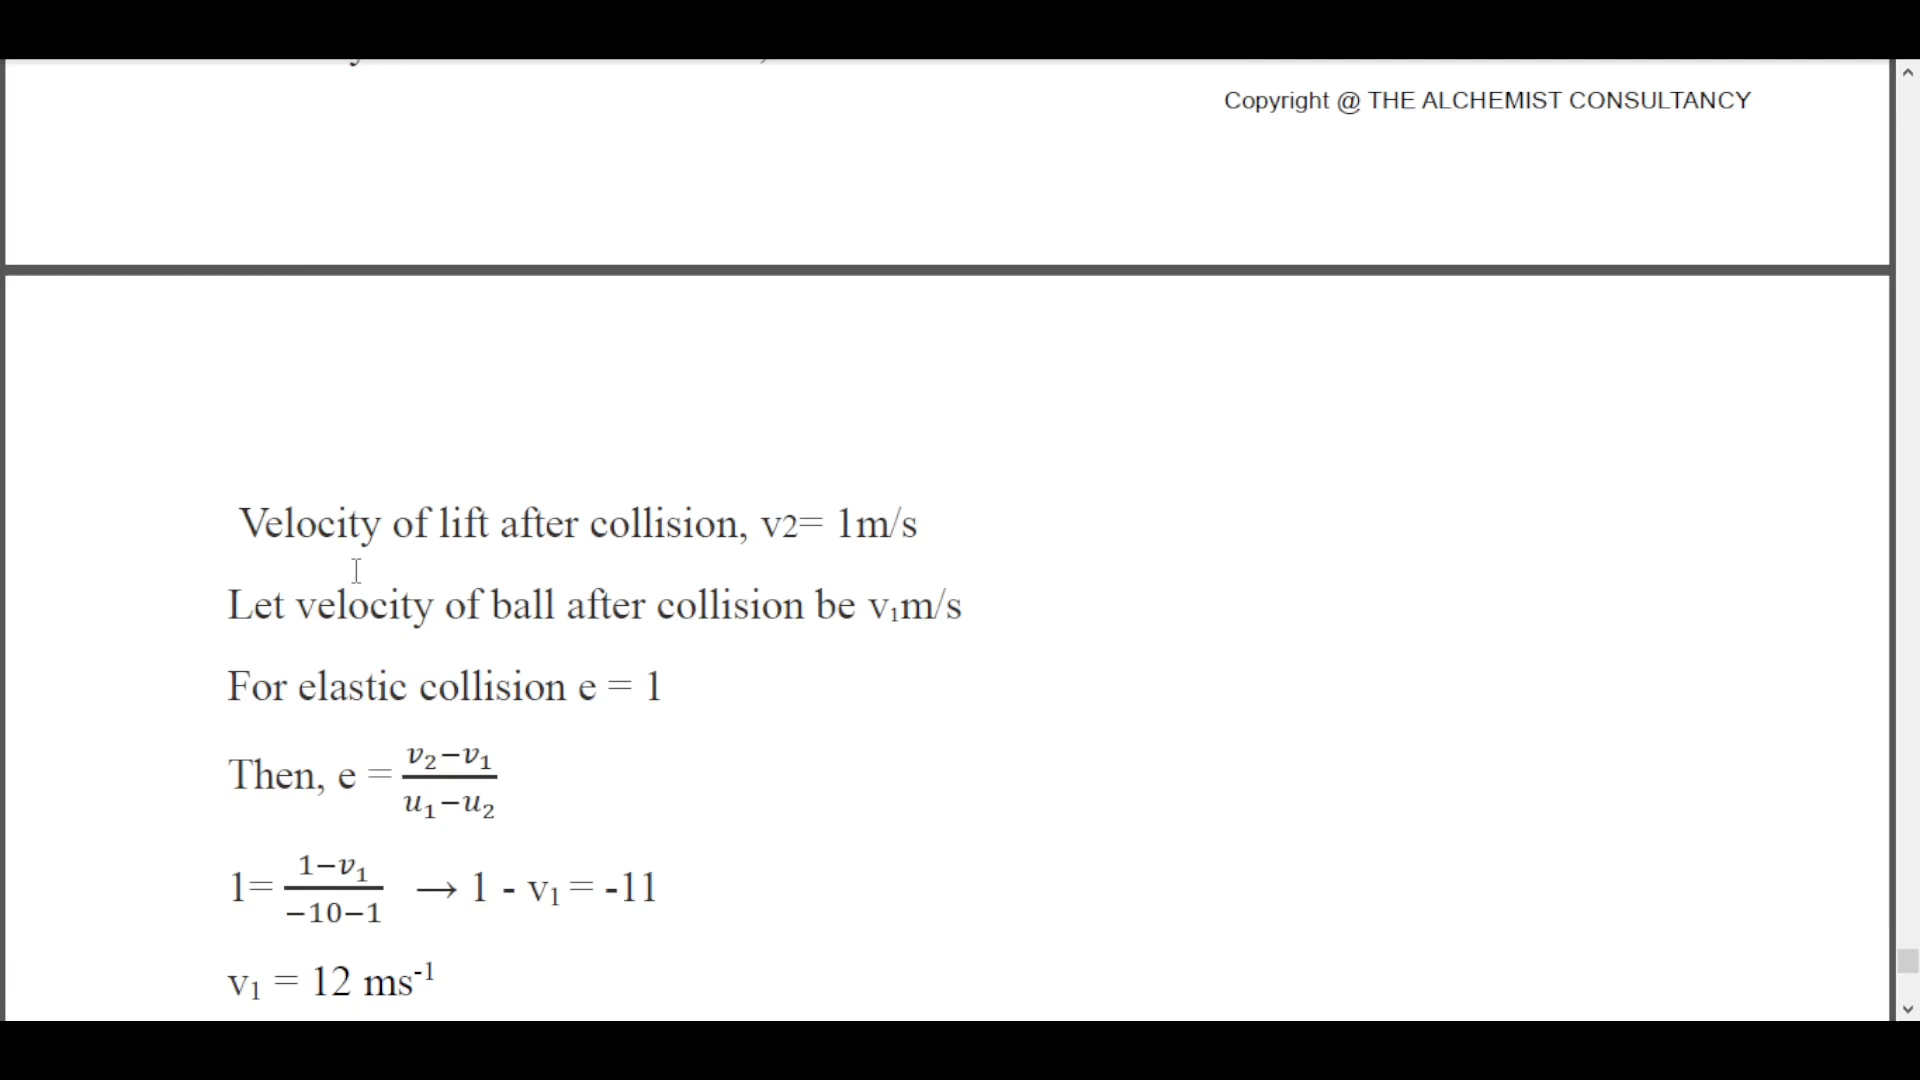 Copyright @ THE ALCHEMIST CONSULTANCY
Velocity of lift after collision, v2= 1m/s
Let velocity of ball after collision be v₁m/s
For elastic collision e = 1
Then, e = (v₂−v₁)/(u₁−u₂)
1= (1−v₁)/(−10−1) → 1 - v₁ = -11
v₁ = 12 ms⁻¹